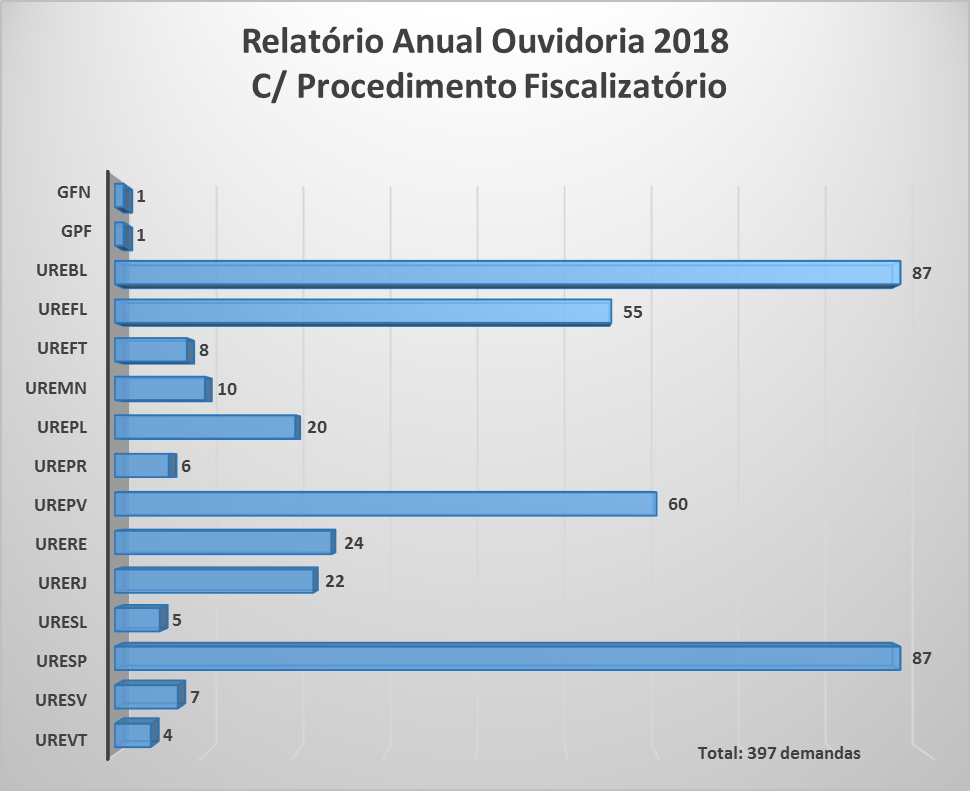 Relatório Anual Ouvidoria 2018
C/ Procedimento Fiscalizatório
GFN 1
GPF 1
UREBL 87
UREFL 55
UREFT 8
UREMN 10
UREPL 20
UREPR 6
UREPV 60
URERE 24
URERJ 22
URESL 5
URESP 87
URESV 7
UREVT 4
Total: 397 demandas